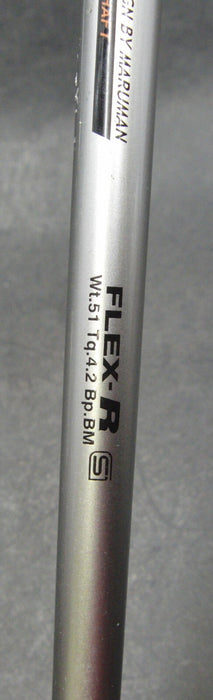 BY MARUMAN
FLEX-R
Wt.51 Tq.4.2 Bp.BM
S